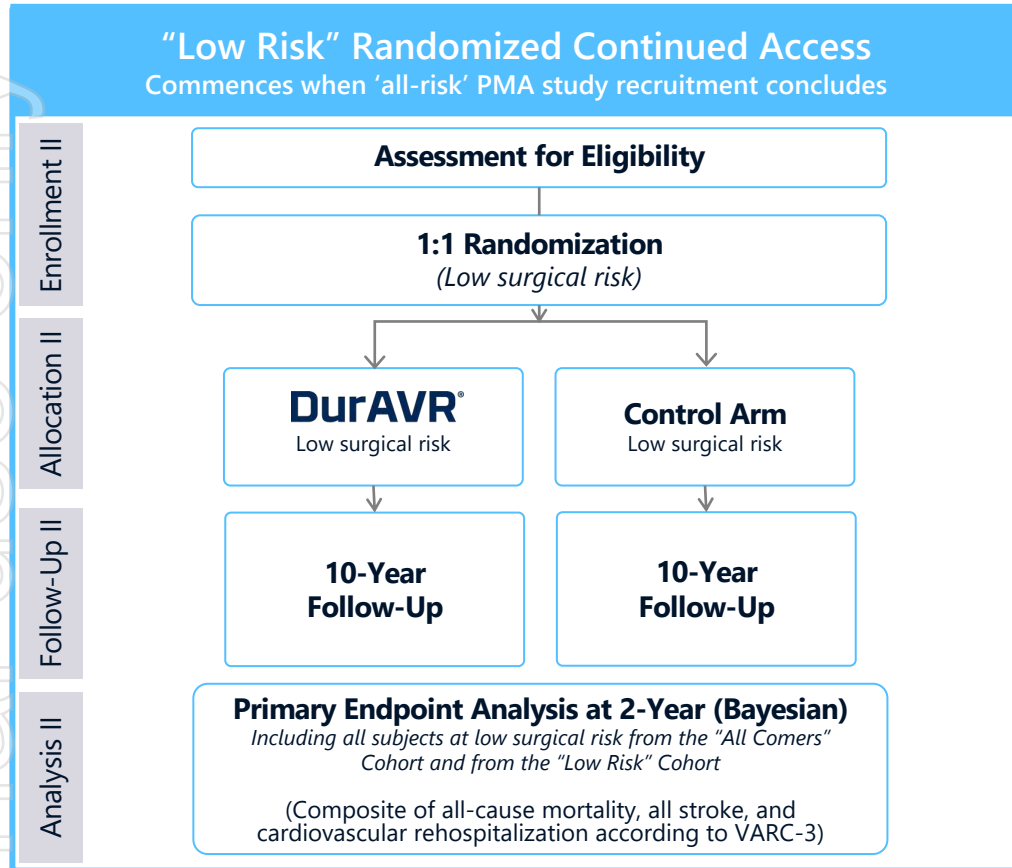 “Low Risk” Randomized Continued Access
Commences when ‘all-risk’ PMA study recruitment concludes
Enrollment II
Assessment for Eligibility
1:1 Randomization
(Low surgical risk)
Allocation II
DurAVR®
Low surgical risk
Control Arm
Low surgical risk
Follow-Up II
10-Year
Follow-Up
10-Year
Follow-Up
Analysis II
Primary Endpoint Analysis at 2-Year (Bayesian)
Including all subjects at low surgical risk from the “All Comers”
Cohort and from the “Low Risk” Cohort
(Composite of all-cause mortality, all stroke, and
cardiovascular rehospitalization according to VARC-3)